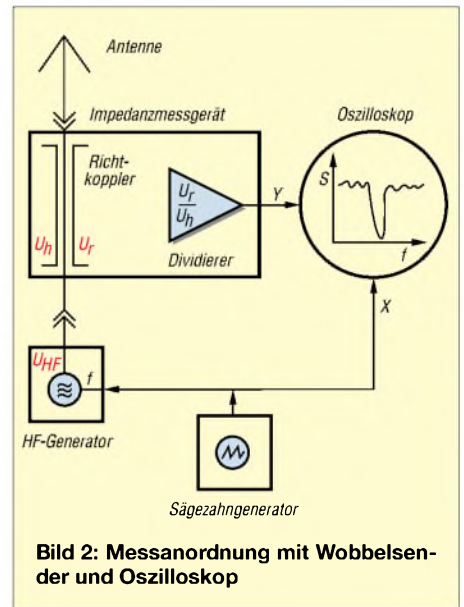 Antenne
Impedanzmessgerät
Oszilloskop
Richt-
koppler
U_r
U_h
Y
S
U_h
U_r
Dividierer
f
X
U_HF
f
HF-Generator
Sägezahngenerator
Bild 2: Messanordnung mit Wobbelsen-
der und Oszilloskop